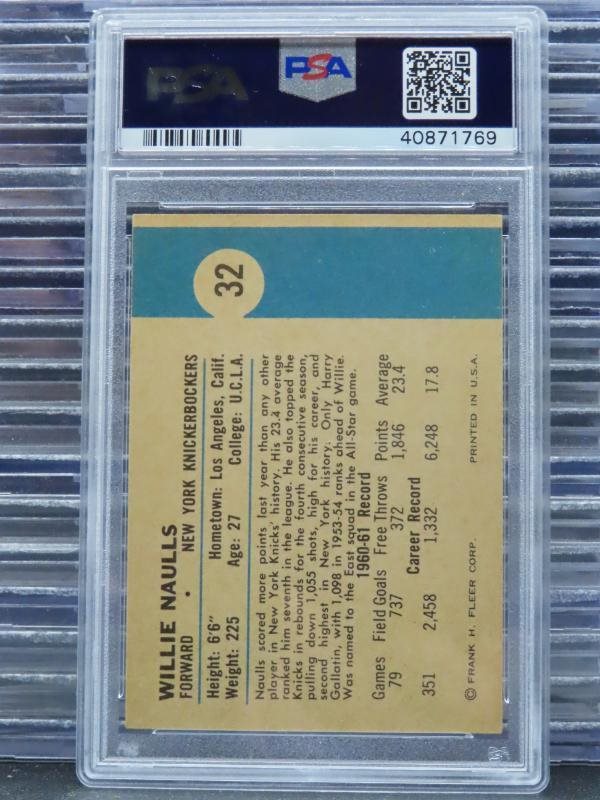 PSA
PSA
40871769
32
WILLIE NAULLS
FORWARD • NEW YORK KNICKERBOCKERS
Height: 6'6" Hometown: Los Angeles, Calif.
Weight: 225 Age: 27 College: U.C.L.A.
Naulls scored more points last year than any other
player in New York Knicks' history. His 23.4 average
ranked him seventh in the league. He also topped the
Knicks in rebounds for the fourth consecutive season,
pulling down 1,055 shots, high for his career, and
second highest in New York history. Only Harry
Gallatin, with 1,098 in 1953-54 ranks ahead of Willie.
Was named to the East squad in the All-Star game.
1960-61 Record
Games Field Goals Free Throws Points Average
79 737 372 1,846 23.4
Career Record
351 2,458 1,332 6,248 17.8
© FRANK H. FLEER CORP. PRINTED IN U.S.A.